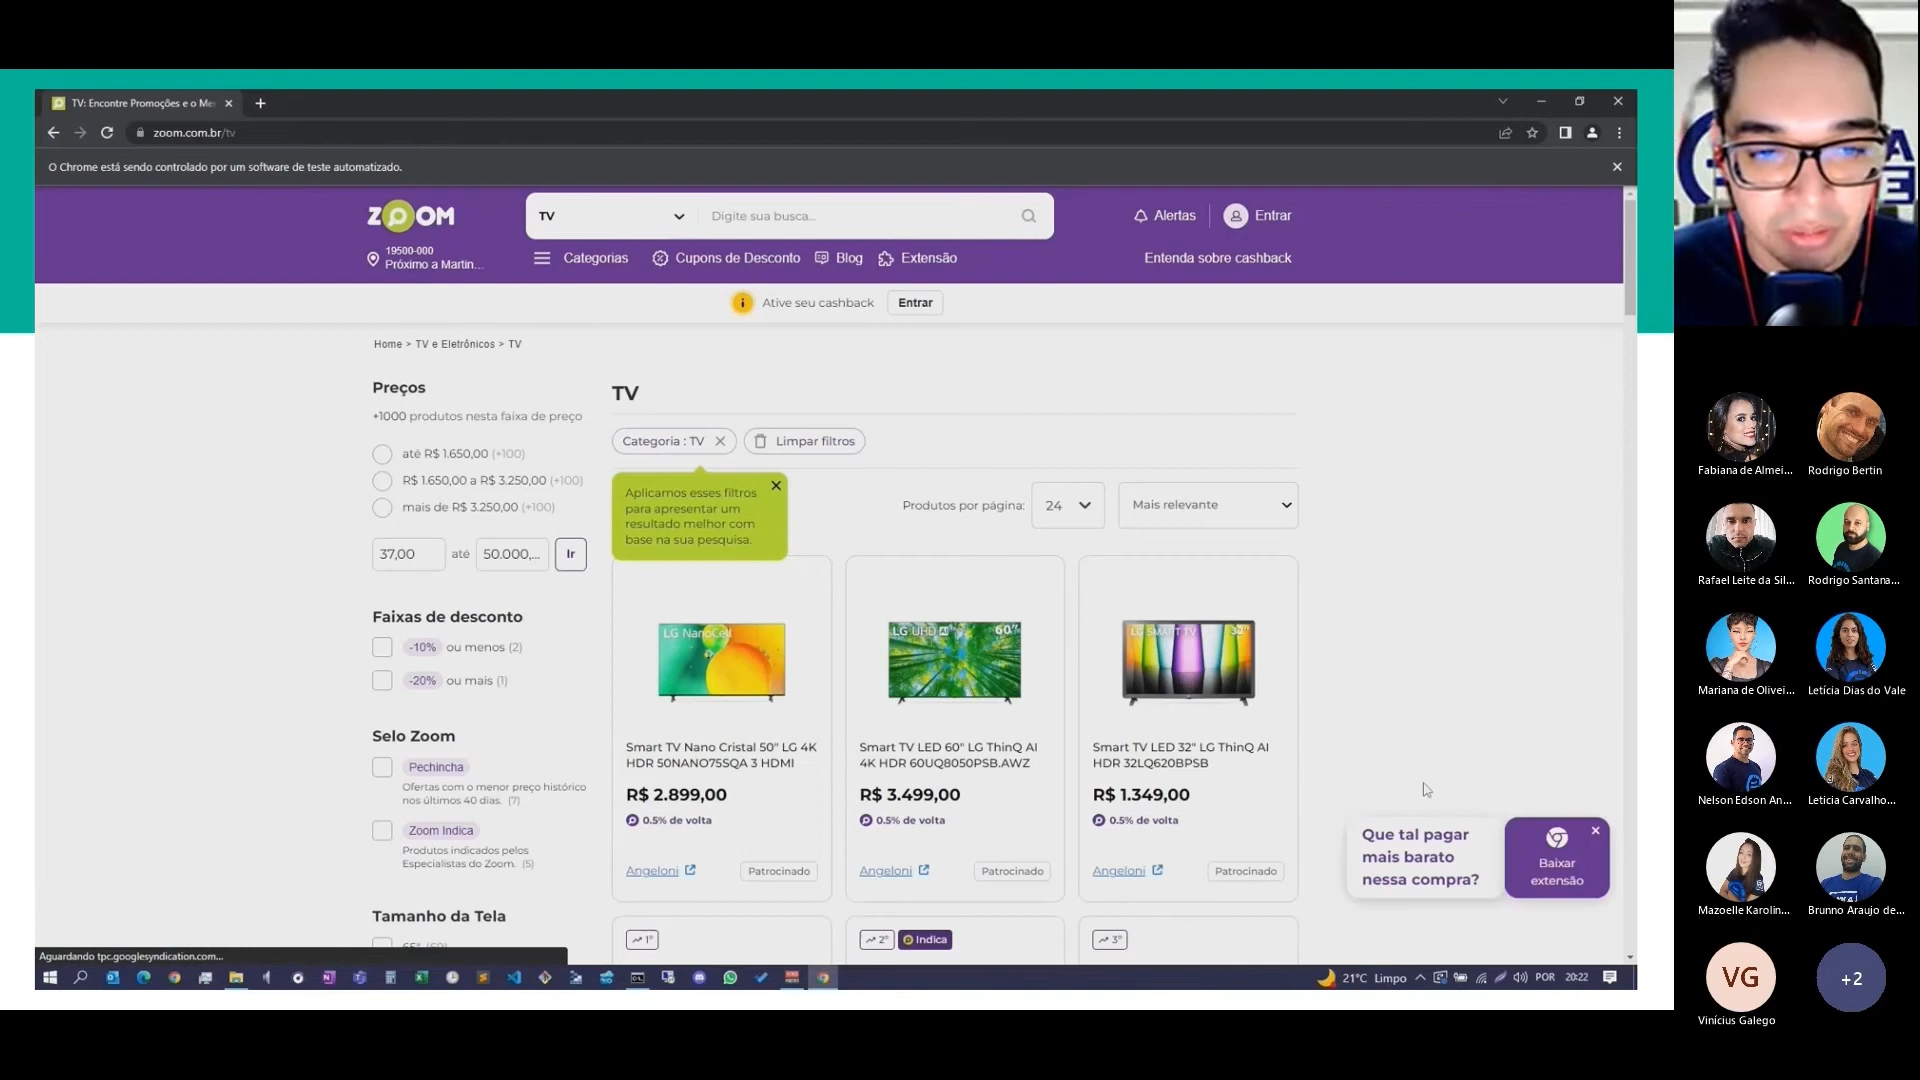 TV: Encontre Promoções e o Me
zoom.com.br/tv
O Chrome está sendo controlado por um software de teste automatizado.
ZOOM
TV
Digite sua busca...
Alertas
Entrar
19500-000
Próximo a Martin...
Categorias
Cupons de Desconto
Blog
Extensão
Entenda sobre cashback
Ative seu cashback
Entrar
Home > TV e Eletrônicos > TV
Preços
+1000 produtos nesta faixa de preço
até R$ 1.650,00 (+100)
R$ 1.650,00 a R$ 3.250,00 (+100)
mais de R$ 3.250,00 (+100)
37,00
até
50.000,...
Ir
Faixas de desconto
-10% ou menos (2)
-20% ou mais (1)
Selo Zoom
Pechincha
Ofertas com o menor preço histórico
nos últimos 40 dias. (7)
Zoom Indica
Produtos indicados pelos
Especialistas do Zoom. (5)
Tamanho da Tela
TV
Categoria : TV
Limpar filtros
Aplicamos esses filtros
para apresentar um
resultado melhor com
base na sua pesquisa.
Produtos por página:
24
Mais relevante
LG NanoCell
Smart TV Nano Cristal 50" LG 4K
HDR 50NANO75SQA 3 HDMI
R$ 2.899,00
0.5% de volta
Angeloni
Patrocinado
LG UHD AI
60"
Smart TV LED 60" LG ThinQ AI
4K HDR 60UQ8050PSB.AWZ
R$ 3.499,00
0.5% de volta
Angeloni
Patrocinado
LG SMART TV
32"
Smart TV LED 32" LG ThinQ AI
HDR 32LQ620BPSB
R$ 1.349,00
0.5% de volta
Angeloni
Patrocinado
1º
2º
Indica
3º
Que tal pagar
mais barato
nessa compra?
Baixar
extensão
Aguardando tpc.googlesyndication.com...
21°C Limpo
POR
20:22
Fabiana de Almei...
Rodrigo Bertin
Rafael Leite da Sil...
Rodrigo Santana...
Mariana de Olivei...
Letícia Dias do Vale
Nelson Edson An...
Leticia Carvalho...
Mazoelle Karolin...
Brunno Araujo de...
VG
+2
Vinícius Galego